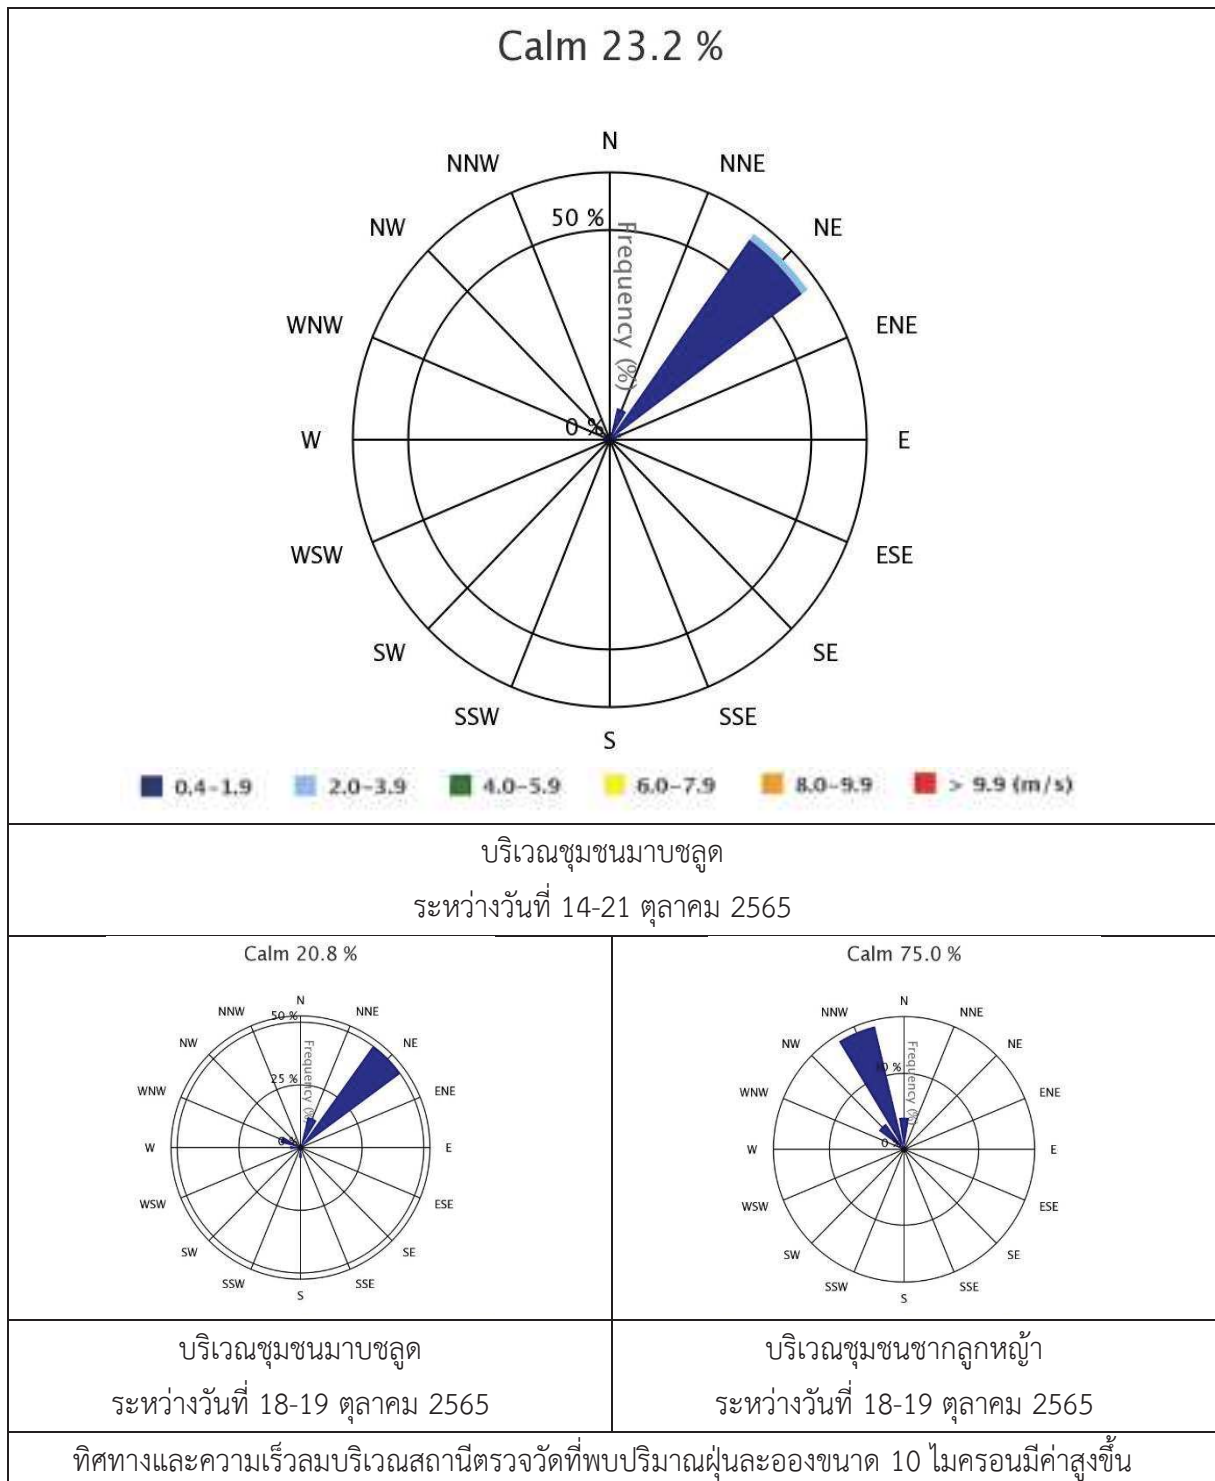 Calm 23.2 %
N
NNW
NNE
50 %
NW
NE
Frequency (%)
WNW
ENE
0 %
W
E
WSW
ESE
SW
SE
SSW
SSE
S
0.4-1.9
2.0-3.9
4.0-5.9
6.0-7.9
8.0-9.9
> 9.9 (m/s)
บริเวณชุมชนมาบชลูด
ระหว่างวันที่ 14-21 ตุลาคม 2565
Calm 20.8 %
N
NNW
NNE
50 %
NW
NE
Frequency (%)
25 %
WNW
ENE
0 %
W
E
WSW
ESE
SW
SE
SSW
SSE
S
บริเวณชุมชนมาบชลูด
ระหว่างวันที่ 18-19 ตุลาคม 2565
Calm 75.0 %
N
NNW
NNE
NW
NE
Frequency (%)
WNW
ENE
W
E
WSW
ESE
SW
SE
SSW
SSE
S
บริเวณชุมชนชากลูกหญ้า
ระหว่างวันที่ 18-19 ตุลาคม 2565
ทิศทางและความเร็วลมบริเวณสถานีตรวจวัดที่พบปริมาณฝุ่นละอองขนาด 10 ไมครอนมีค่าสูงขึ้น